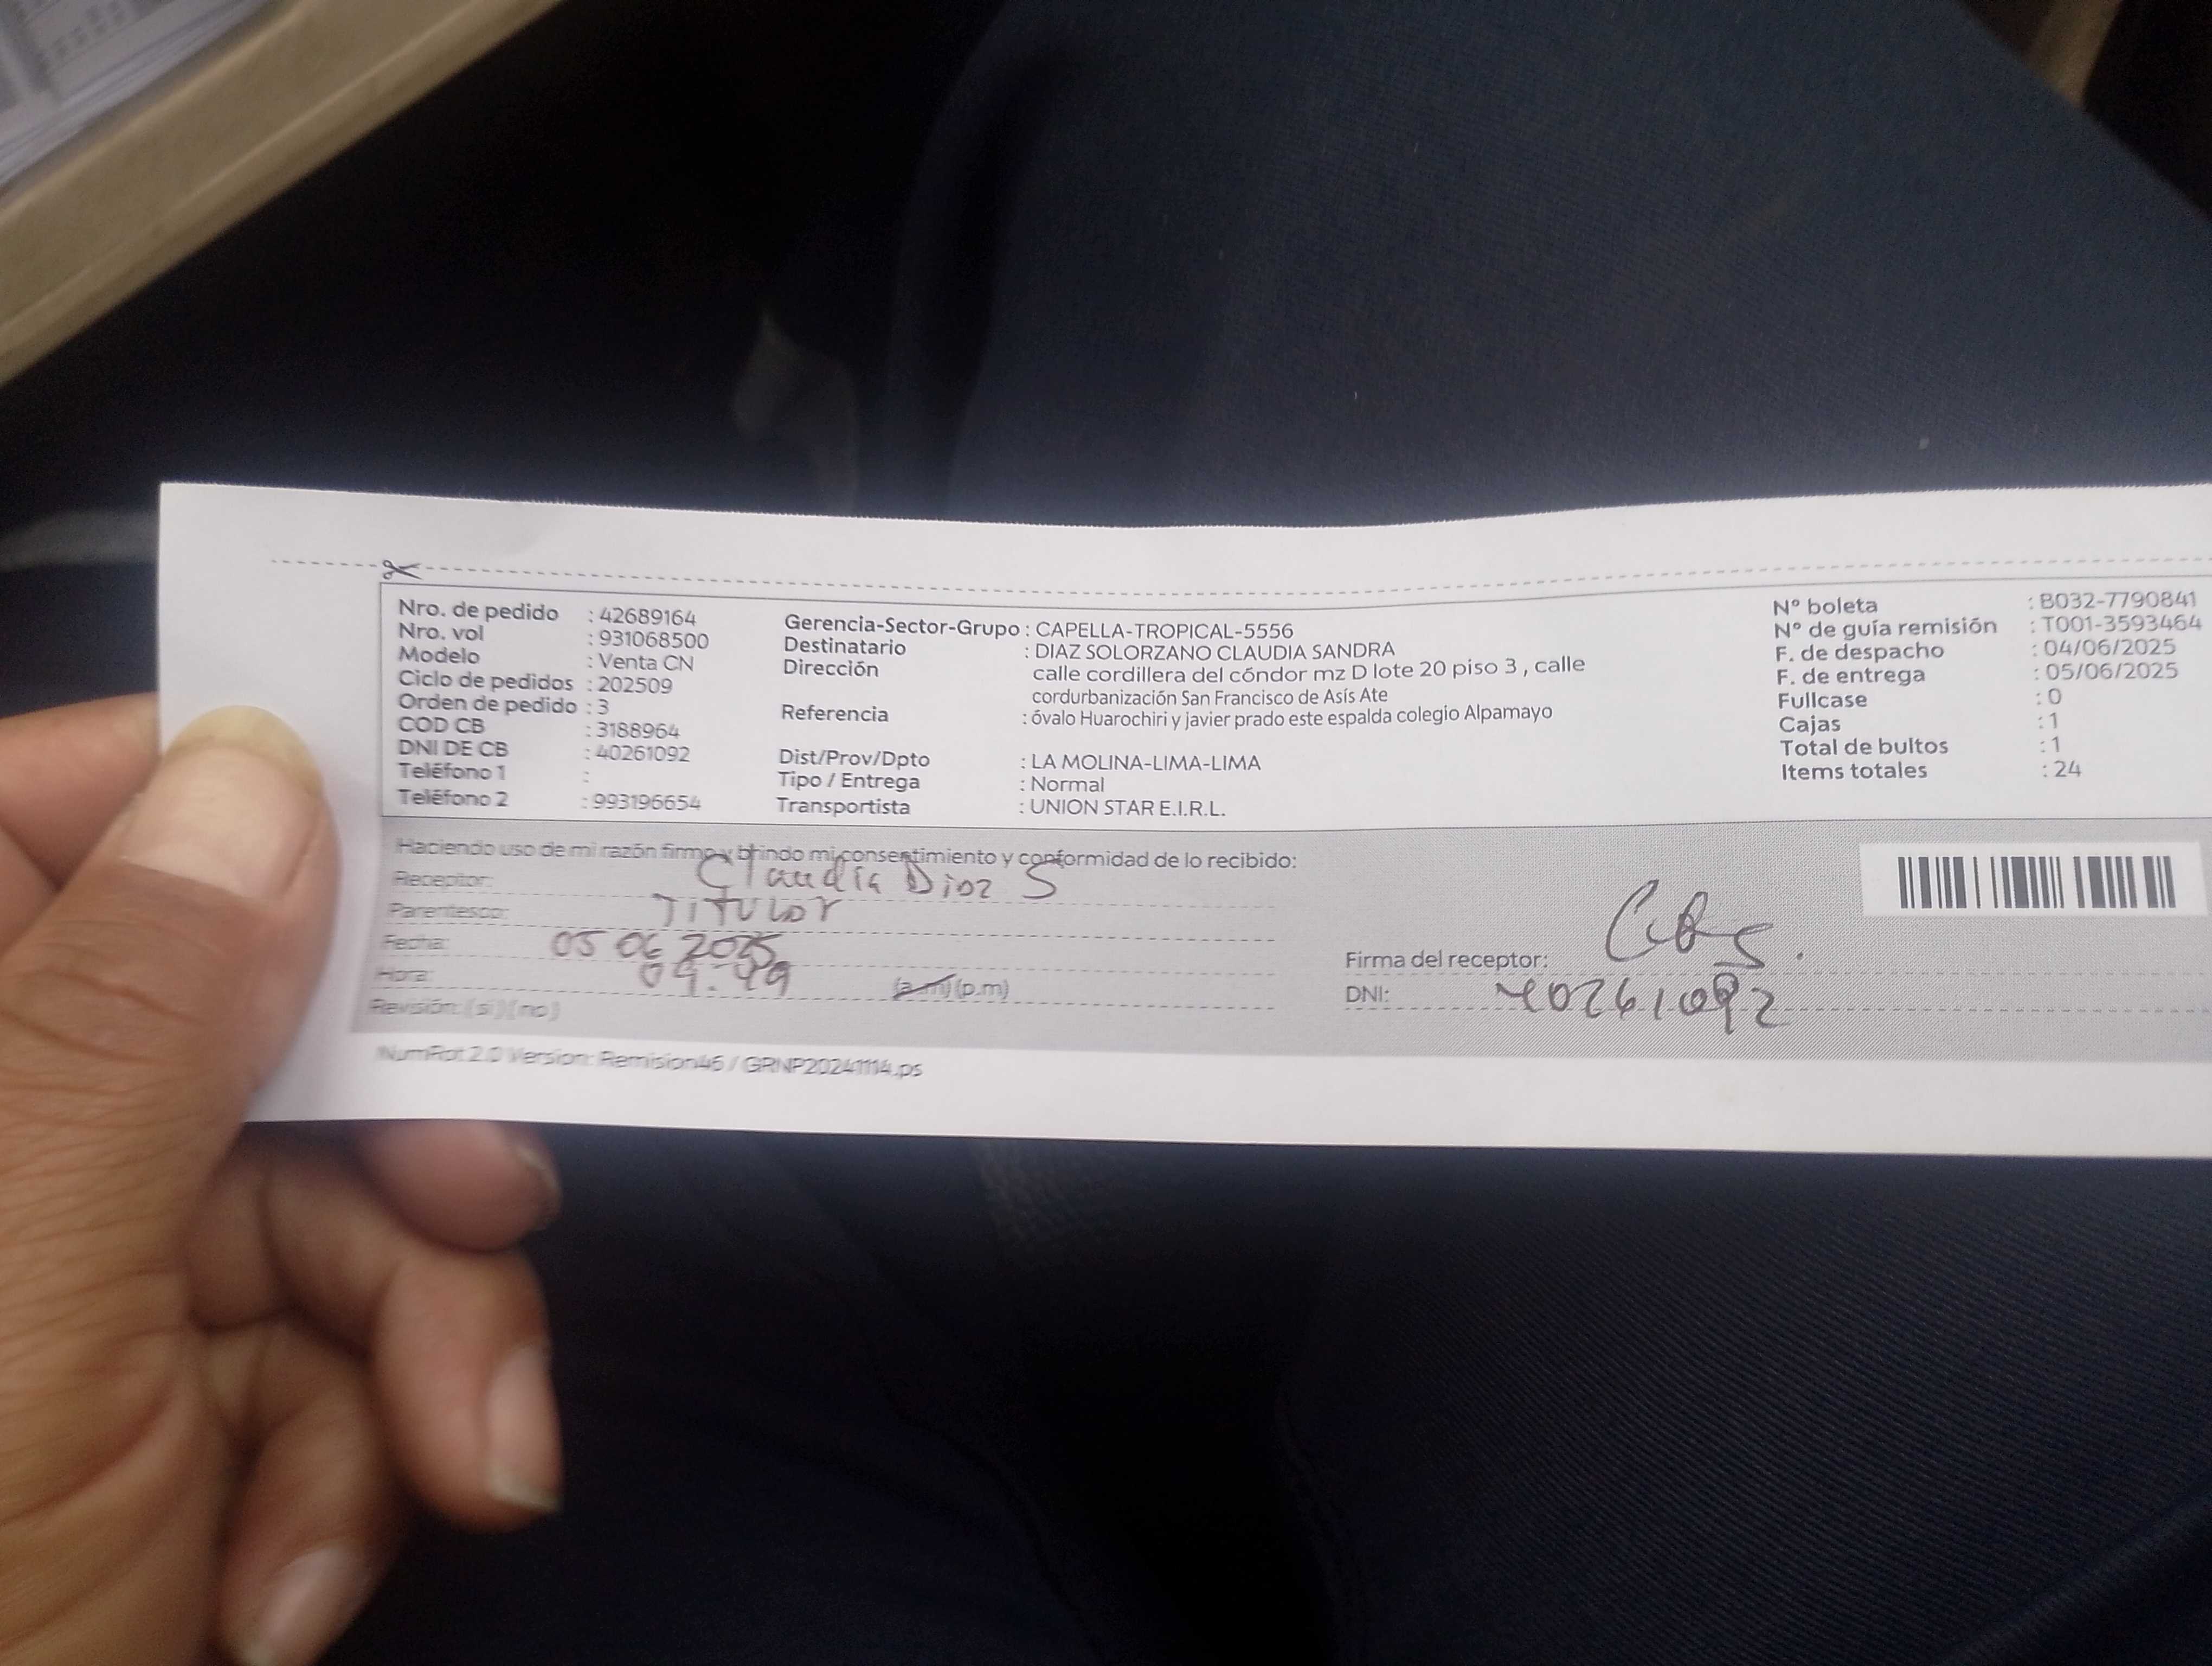 Nro. de pedido : 42689164
Nro. vol : 931068500
Modelo : Venta CN
Ciclo de pedidos : 202509
Orden de pedido : 3
COD CB : 3188964
DNI DE CB : 40261092
Teléfono 1 :
Teléfono 2 : 993196654
Gerencia-Sector-Grupo : CAPELLA-TROPICAL-5556
Destinatario : DIAZ SOLORZANO CLAUDIA SANDRA
Dirección calle cordillera del cóndor mz D lote 20 piso 3 , calle
cordurbanización San Francisco de Asís Ate
Referencia : óvalo Huarochiri y javier prado este espalda colegio Alpamayo
Dist/Prov/Dpto : LA MOLINA-LIMA-LIMA
Tipo / Entrega : Normal
Transportista : UNION STAR E.I.R.L.
N° boleta : B032-7790841
N° de guía remisión : T001-3593464
F. de despacho : 04/06/2025
F. de entrega : 05/06/2025
Fullcase : 0
Cajas : 1
Total de bultos : 1
Items totales : 24
Haciendo uso de mi razón firmo y brindo mi consentimiento y conformidad de lo recibido:
Receptor: Claudia Dioz S
Parentesco: TITULOR
Fecha: 05 06 2025
Hora: 09:49 (a.m) (p.m)
Revisión: (si) (no)
Firma del receptor:
DNI: 40261092
NumRot 2.0 Version: Remision46 / GRNP20241114.ps